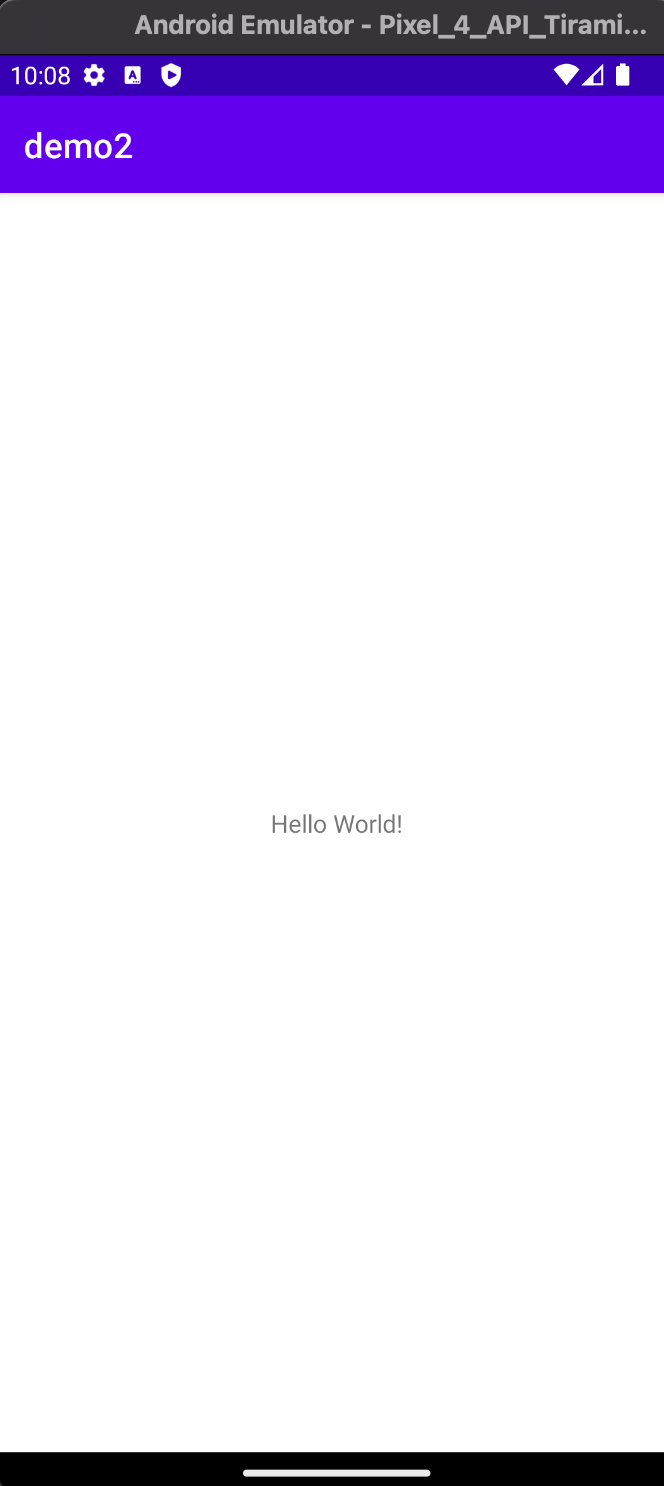 Android Emulator - Pixel_4_API_Tirami...
10:08
demo2
Hello World!